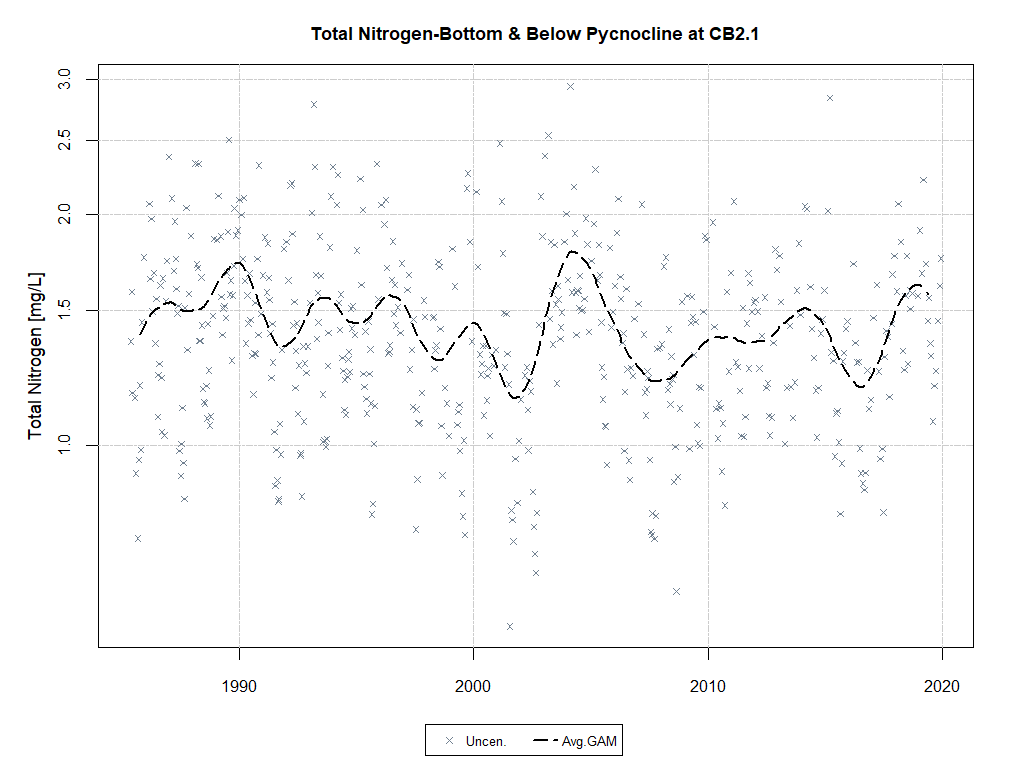 Total Nitrogen-Bottom & Below Pycnocline at CB2.1
Total Nitrogen [mg/L]
3.0
2.5
2.0
1.5
1.0
1990
2000
2010
2020
Uncen.
Avg.GAM